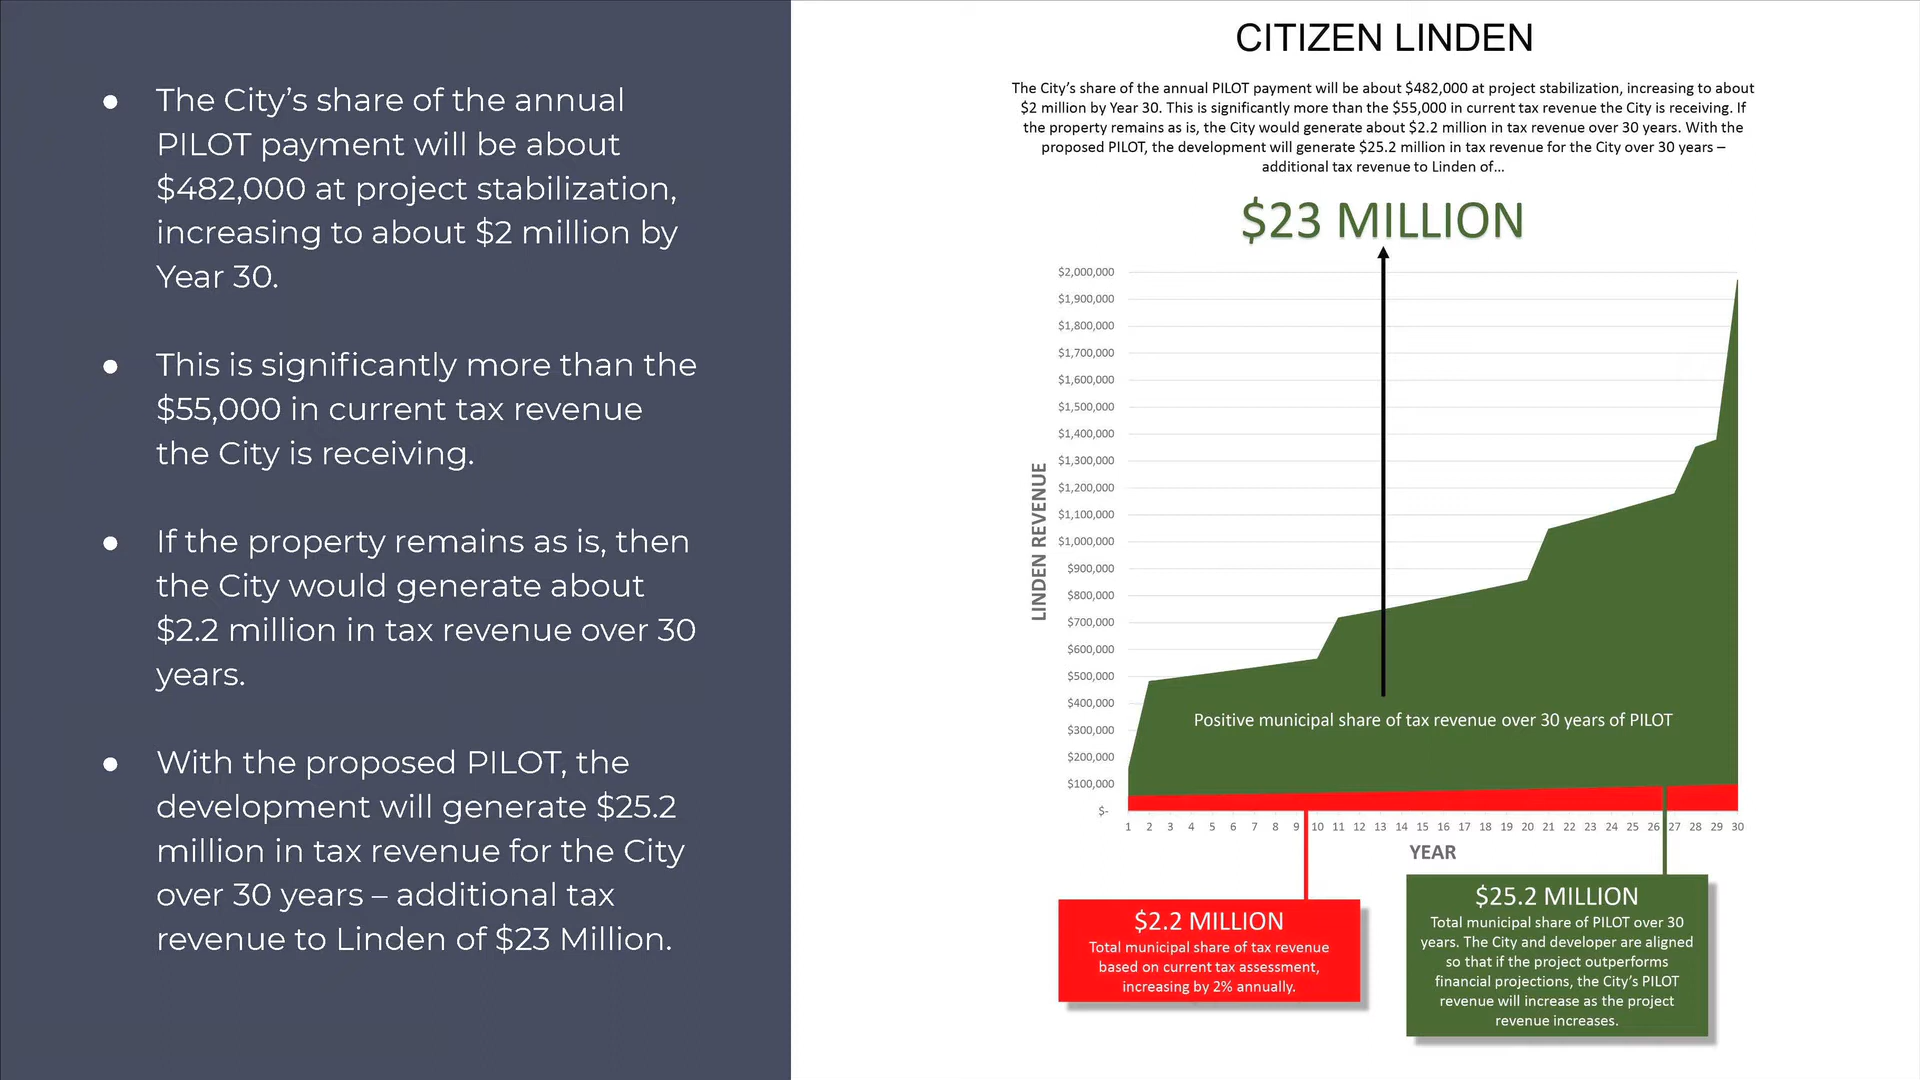 ● The City’s share of the annual
PILOT payment will be about
$482,000 at project stabilization,
increasing to about $2 million by
Year 30.
● This is significantly more than the
$55,000 in current tax revenue
the City is receiving.
● If the property remains as is, then
the City would generate about
$2.2 million in tax revenue over 30
years.
● With the proposed PILOT, the
development will generate $25.2
million in tax revenue for the City
over 30 years – additional tax
revenue to Linden of $23 Million.
CITIZEN LINDEN
The City’s share of the annual PILOT payment will be about $482,000 at project stabilization, increasing to about
$2 million by Year 30. This is significantly more than the $55,000 in current tax revenue the City is receiving. If
the property remains as is, the City would generate about $2.2 million in tax revenue over 30 years. With the
proposed PILOT, the development will generate $25.2 million in tax revenue for the City over 30 years –
additional tax revenue to Linden of...
$23 MILLION
LINDEN REVENUE
$2,000,000
$1,900,000
$1,800,000
$1,700,000
$1,600,000
$1,500,000
$1,400,000
$1,300,000
$1,200,000
$1,100,000
$1,000,000
$900,000
$800,000
$700,000
$600,000
$500,000
$400,000
$300,000
$200,000
$100,000
$-
Positive municipal share of tax revenue over 30 years of PILOT
1 2 3 4 5 6 7 8 9 10 11 12 13 14 15 16 17 18 19 20 21 22 23 24 25 26 27 28 29 30
YEAR
$2.2 MILLION
Total municipal share of tax revenue
based on current tax assessment,
increasing by 2% annually.
$25.2 MILLION
Total municipal share of PILOT over 30
years. The City and developer are aligned
so that if the project outperforms
financial projections, the City’s PILOT
revenue will increase as the project
revenue increases.